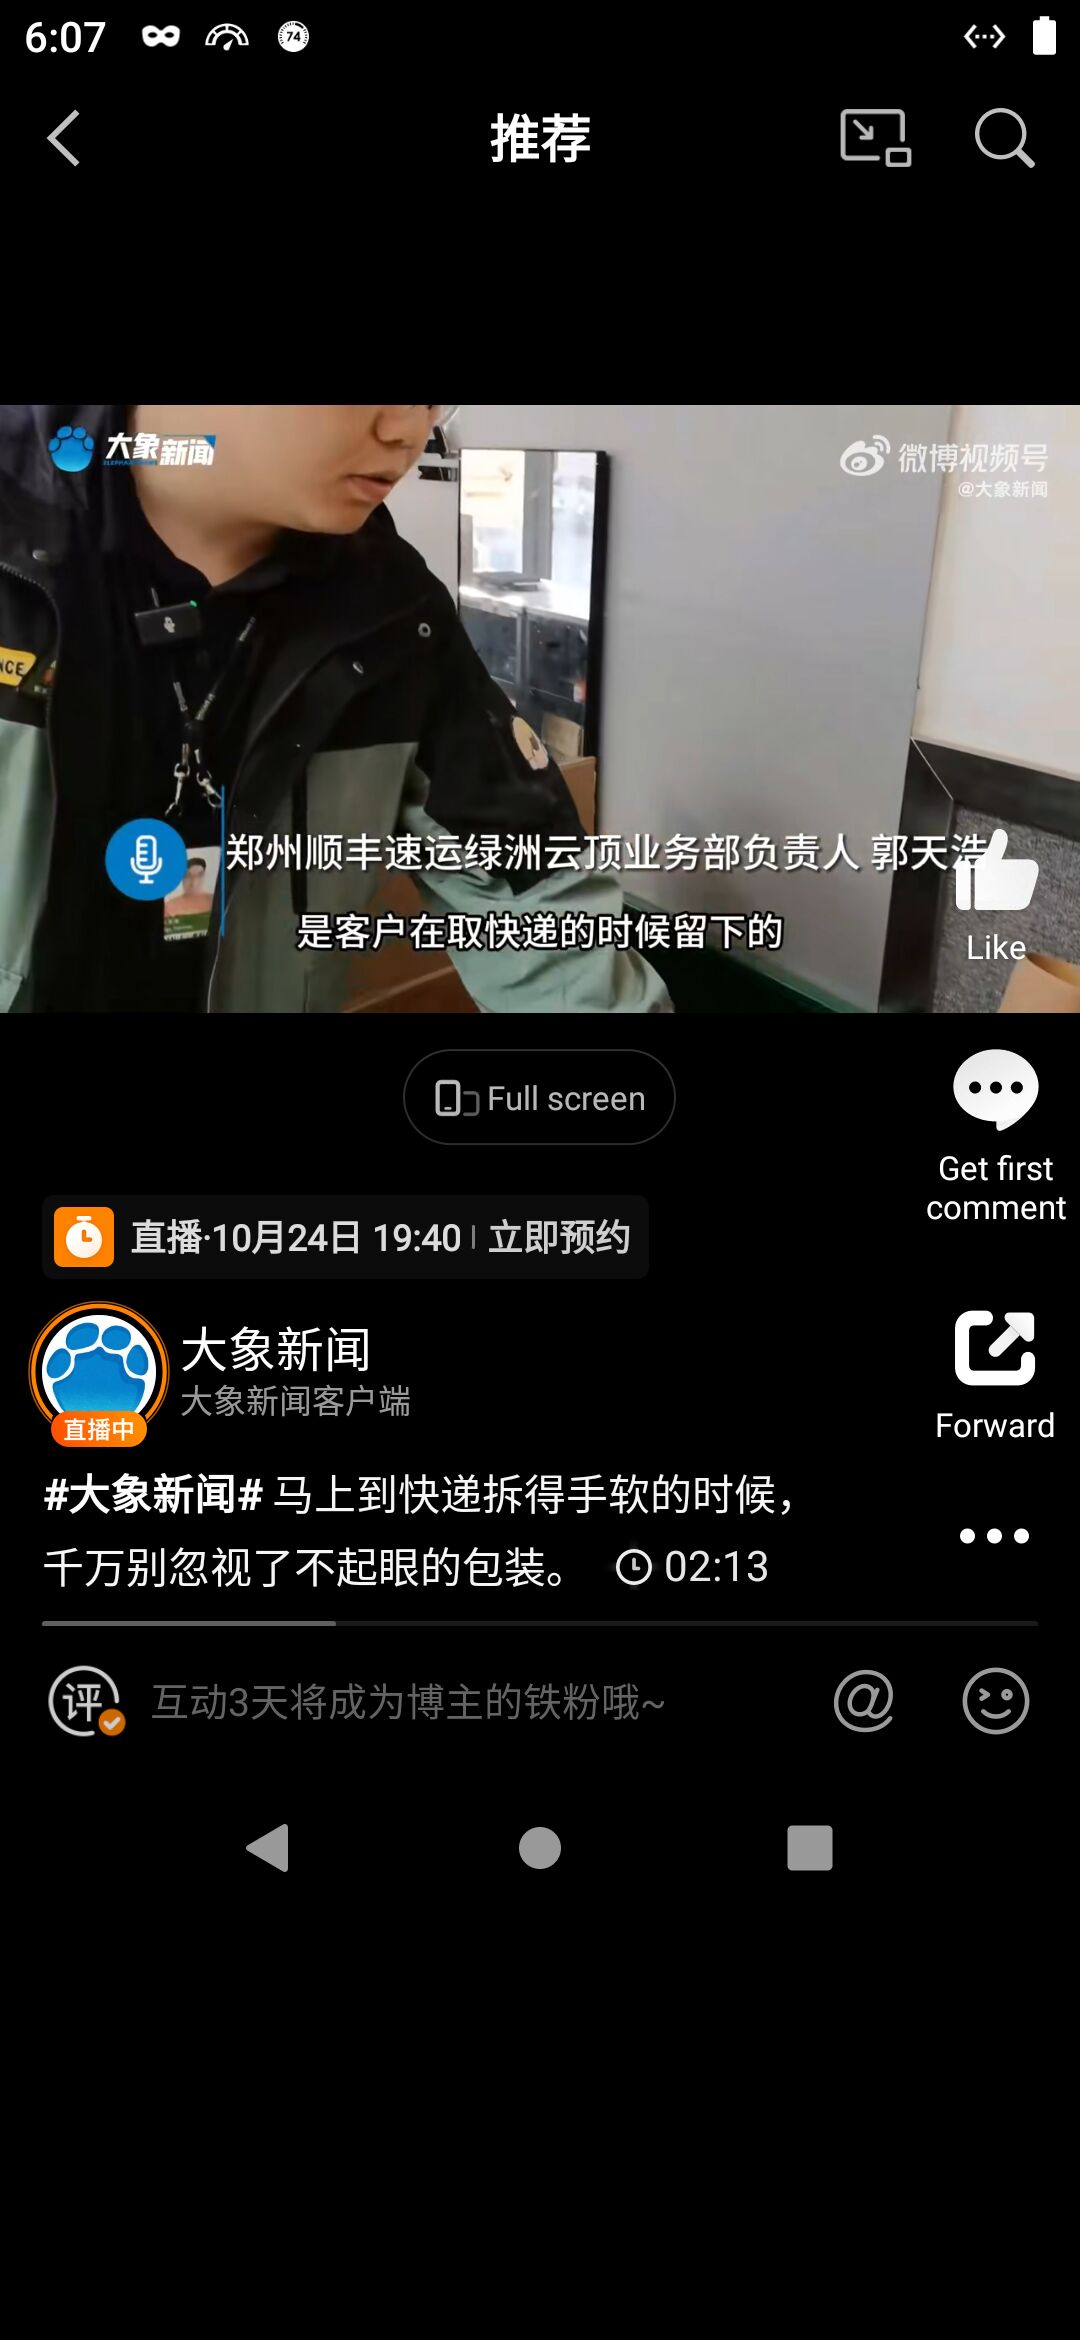 6:07
74
推荐
大象新闻
微博视频号
@大象新闻
NCE
郑州顺丰速运绿洲云顶业务部负责人 郭天浩
是客户在取快递的时候留下的
Like
Full screen
Get first
comment
直播·10月24日 19:40 | 立即预约
大象新闻
大象新闻客户端
直播中
Forward
#大象新闻# 马上到快递拆得手软的时候，
千万别忽视了不起眼的包装。 02:13
评 互动3天将成为博主的铁粉哦~